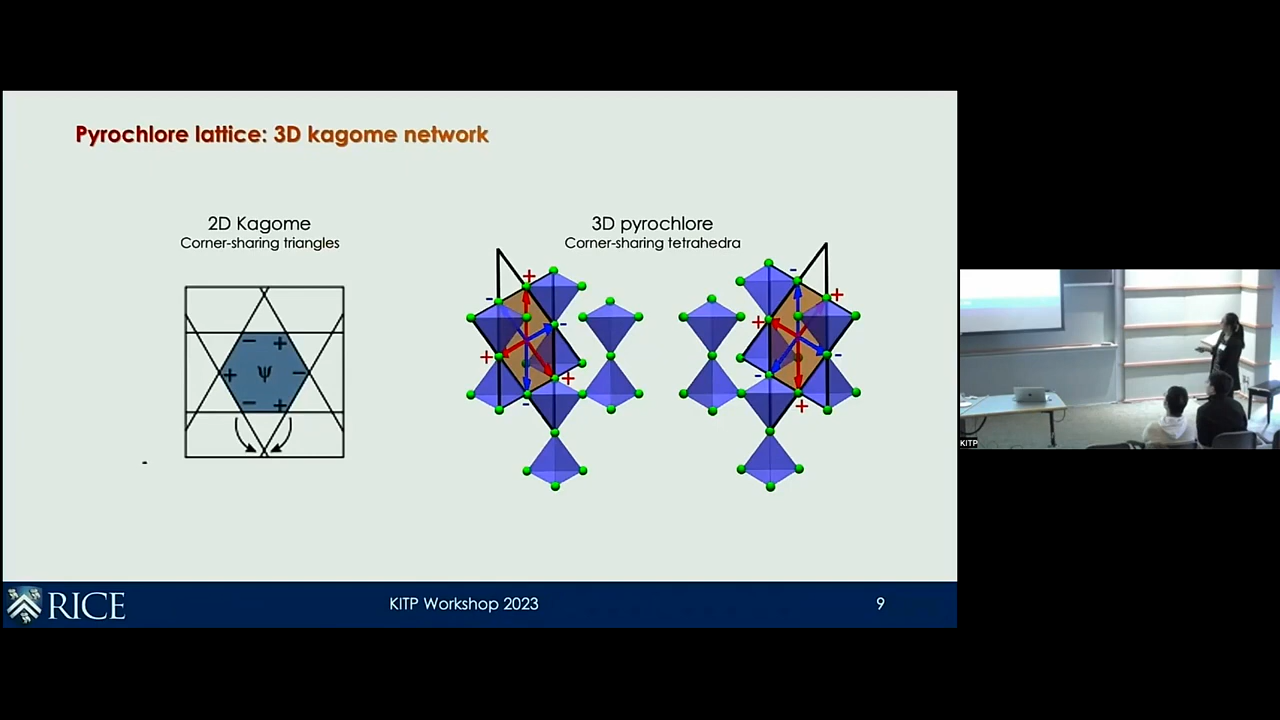 Pyrochlore lattice: 3D kagome network
2D Kagome
Corner-sharing triangles
3D pyrochlore
Corner-sharing tetrahedra
- +
+ ψ -
- +
+
-
-
+
+
-
-
+
+
-
-
+
RICE
KITP Workshop 2023
9
KITP